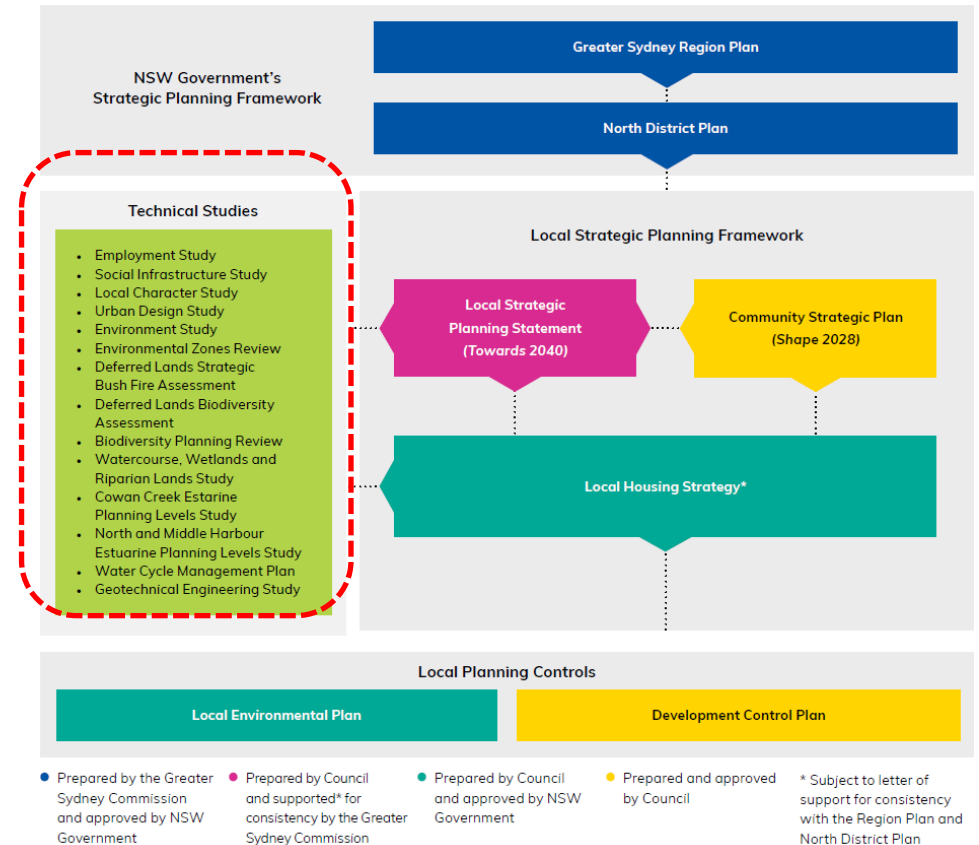 Greater Sydney Region Plan
NSW Government's
Strategic Planning Framework
North District Plan
Technical Studies
• Employment Study
• Social Infrastructure Study
• Local Character Study
• Urban Design Study
• Environment Study
• Environmental Zones Review
• Deferred Lands Strategic
Bush Fire Assessment
• Deferred Lands Biodiversity
Assessment
• Biodiversity Planning Review
• Watercourse, Wetlands and
Riparian Lands Study
• Cowan Creek Estarine
Planning Levels Study
• North and Middle Harbour
Estuarine Planning Levels Study
• Water Cycle Management Plan
• Geotechnical Engineering Study
Local Strategic Planning Framework
Local Strategic
Planning Statement
(Towards 2040)
Community Strategic Plan
(Shape 2028)
Local Housing Strategy*
Local Planning Controls
Local Environmental Plan
Development Control Plan
Prepared by the Greater
Sydney Commission
and approved by NSW
Government
Prepared by Council
and supported* for
consistency by the Greater
Sydney Commission
Prepared by Council
and approved by NSW
Government
Prepared and approved
by Council
* Subject to letter of
support for consistency
with the Region Plan and
North District Plan